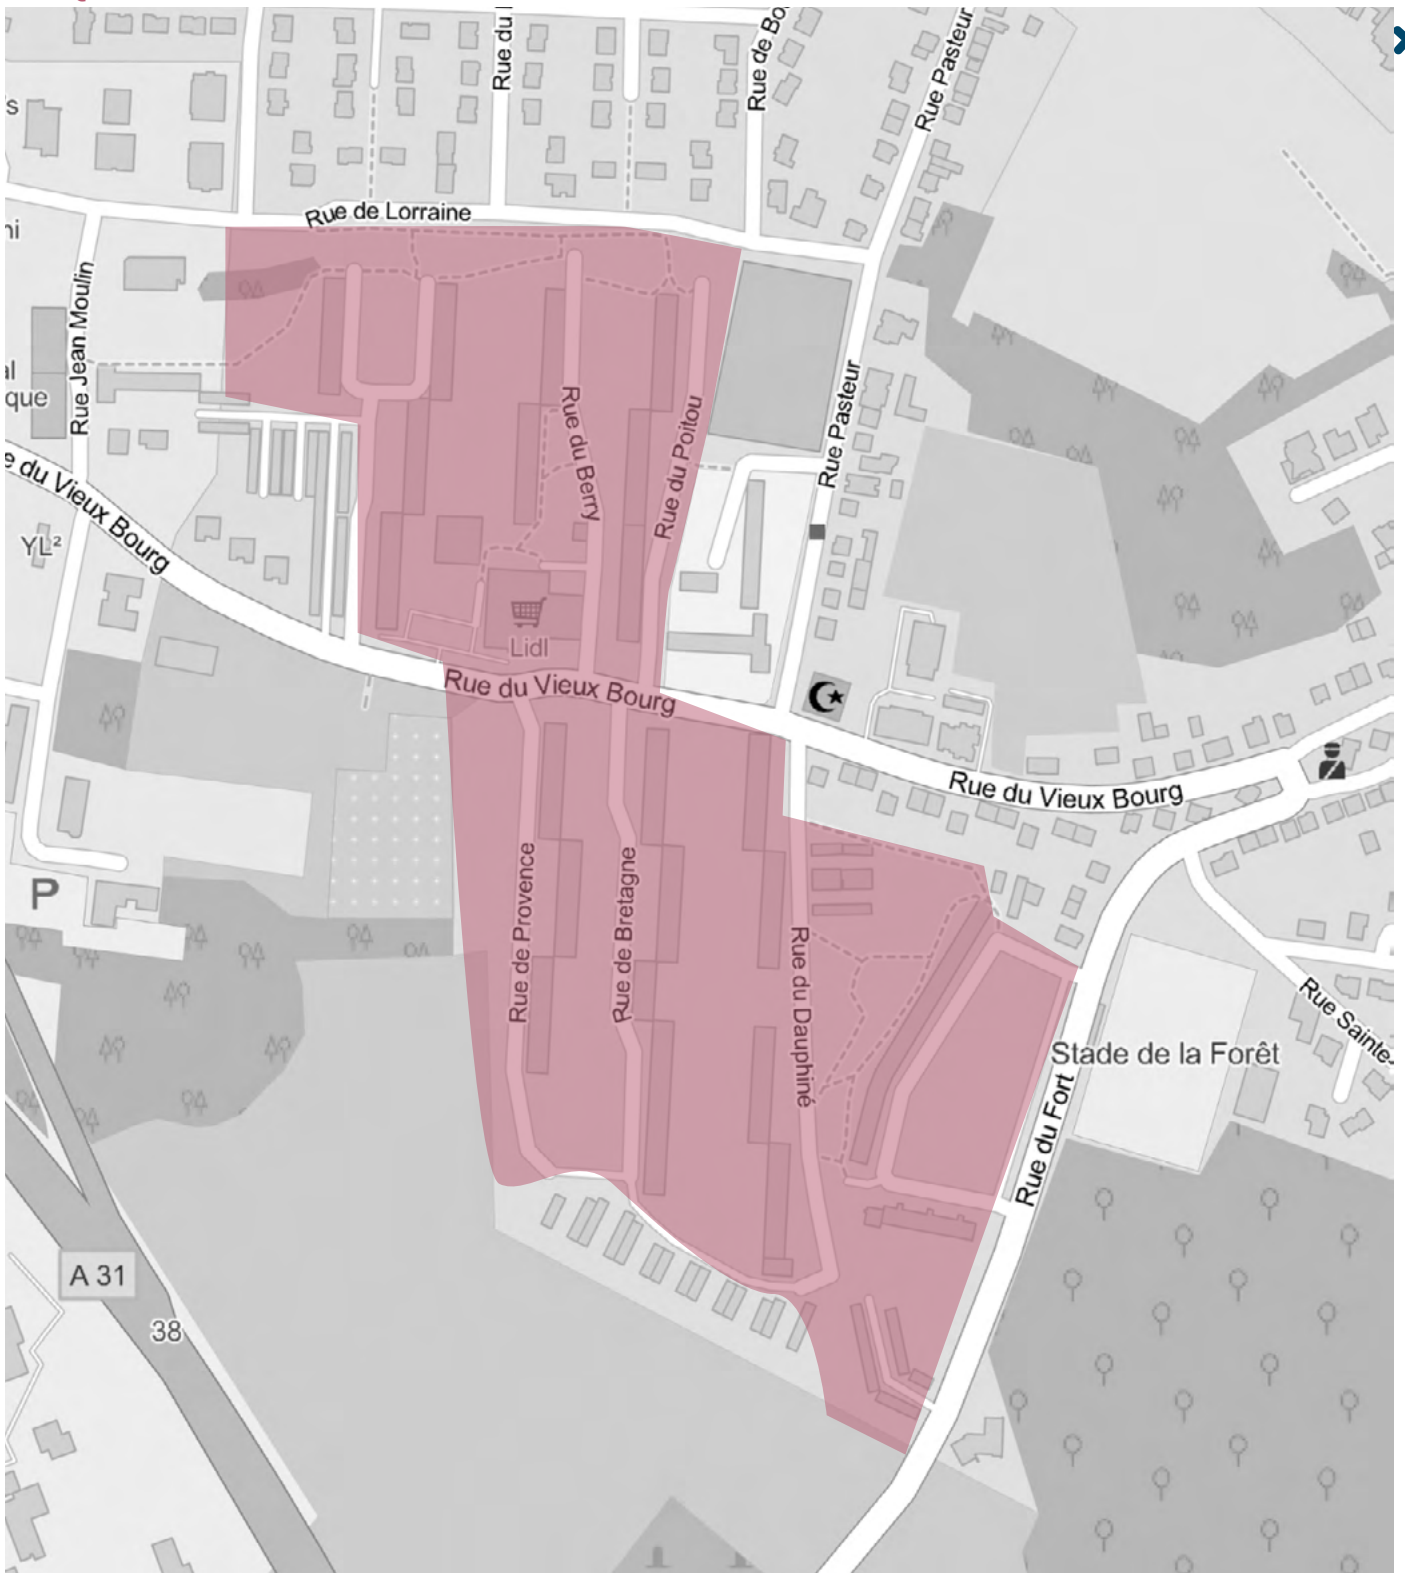 Rue du
Rue de Bo
Rue Pasteur
s
Rue de Lorraine
ni
Rue Jean Moulin
al
que
Rue Pasteur
Rue du Berry
Rue du Poitou
e du Vieux Bourg
YL²
Lidl
Rue du Vieux Bourg
Rue du Vieux Bourg
P
Rue de Provence
Rue de Bretagne
Rue du Dauphiné
Rue Sainte-
Stade de la Forêt
Rue du Fort
A 31
38